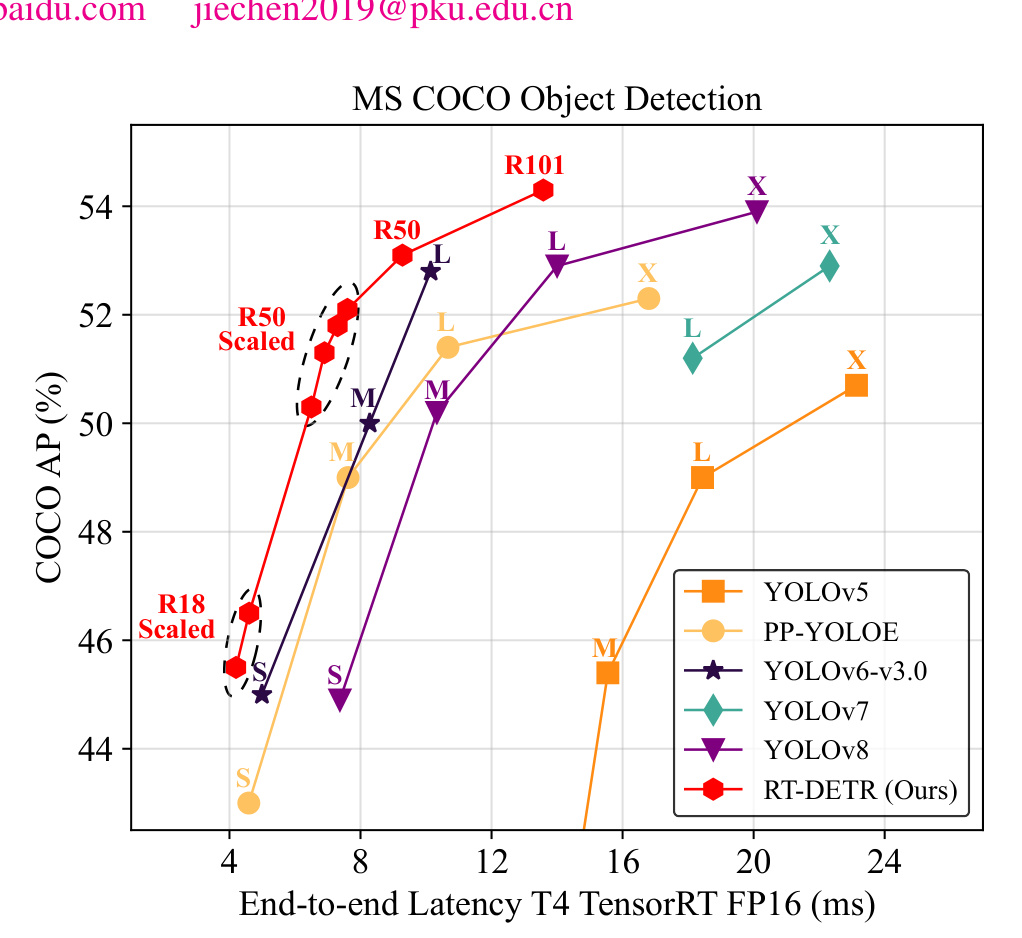 baidu.com jiechen2019@pku.edu.cn
MS COCO Object Detection
COCO AP (%)
54
52
50
48
46
44
R101
R50
R50
Scaled
R18
Scaled
L
M
S
X
L
M
S
X
L
M
S
X
L
X
L
M
YOLOv5
PP-YOLOE
YOLOv6-v3.0
YOLOv7
YOLOv8
RT-DETR (Ours)
4 8 12 16 20 24
End-to-end Latency T4 TensorRT FP16 (ms)